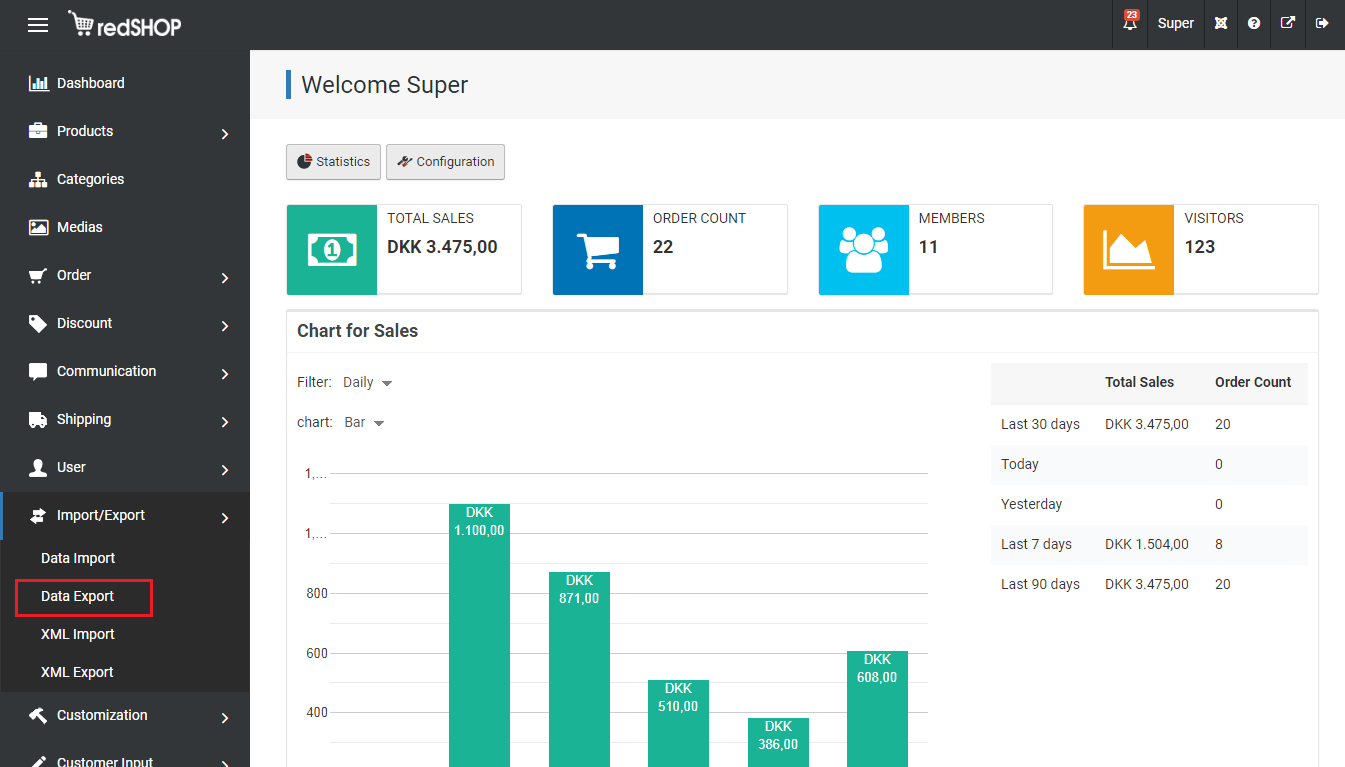 redSHOP
23
Super
Dashboard
Products
Categories
Medias
Order
Discount
Communication
Shipping
User
Import/Export
Data Import
Data Export
XML Import
XML Export
Customization
Customer Input
Welcome Super
Statistics
Configuration
TOTAL SALES
DKK 3.475,00
ORDER COUNT
22
MEMBERS
11
VISITORS
123
Chart for Sales
Filter: Daily
chart: Bar
1,...
1,...
800
600
400
DKK
1.100,00
DKK
871,00
DKK
510,00
DKK
386,00
DKK
608,00
Total Sales Order Count
Last 30 days DKK 3.475,00 20
Today 0
Yesterday 0
Last 7 days DKK 1.504,00 8
Last 90 days DKK 3.475,00 20